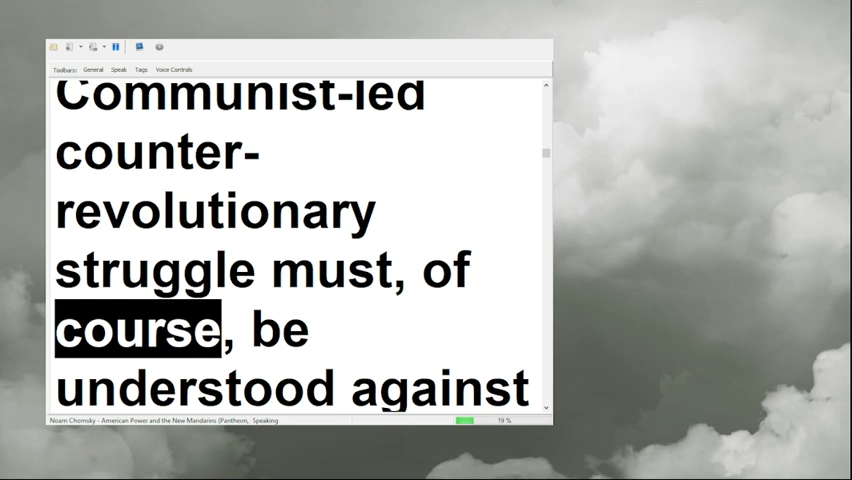 Toolbars: General Speak Tags Voice Controls
Communist-led
counter-
revolutionary
struggle must, of
course, be
understood against
Noam Chomsky - American Power and the New Mandarins (Pantheon, Speaking 19 %